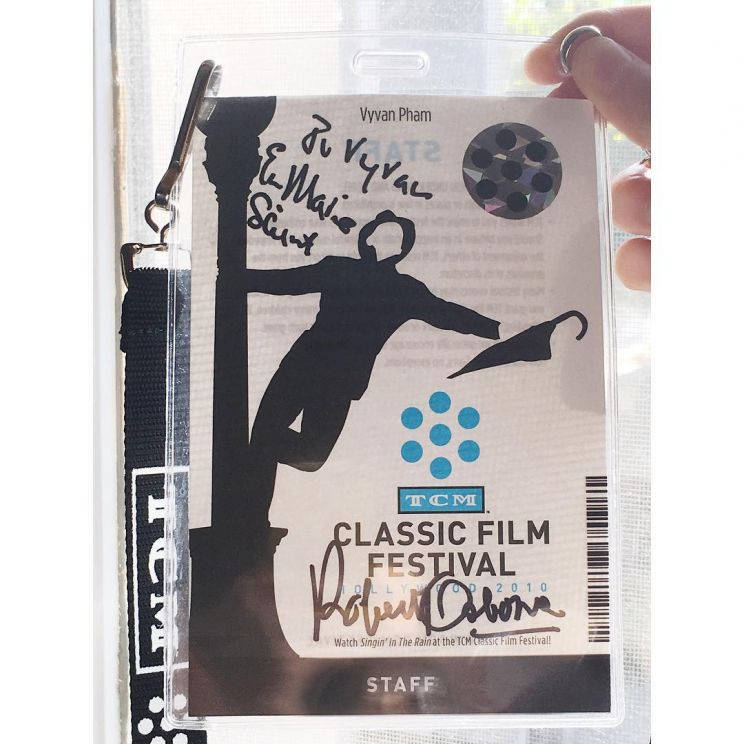 Vyvan Pham
To Vyvan
Eva Marie
Saint
TCM
CLASSIC FILM
FESTIVAL
HOLLYWOOD 2010
Robert Osborne
Watch Singin' In The Rain at the TCM Classic Film Festival!
STAFF
TCM